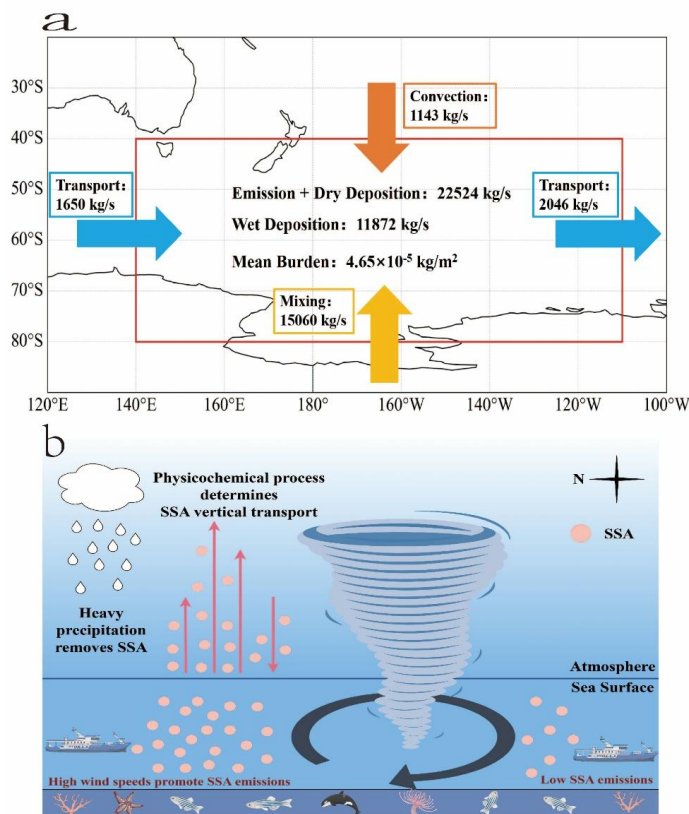 a
30°S
40°S
50°S
60°S
70°S
80°S
Convection:
1143 kg/s
Transport:
1650 kg/s
Emission + Dry Deposition: 22524 kg/s
Wet Deposition: 11872 kg/s
Mean Burden: 4.65×10⁻⁵ kg/m²
Transport:
2046 kg/s
Mixing:
15060 kg/s
120°E 140°E 160°E 180° 160°W 140°W 120°W 100°W
b
Physicochemical process
determines
SSA vertical transport
N
SSA
Heavy
precipitation
removes SSA
Atmosphere
Sea Surface
High wind speeds promote SSA emissions
Low SSA emissions